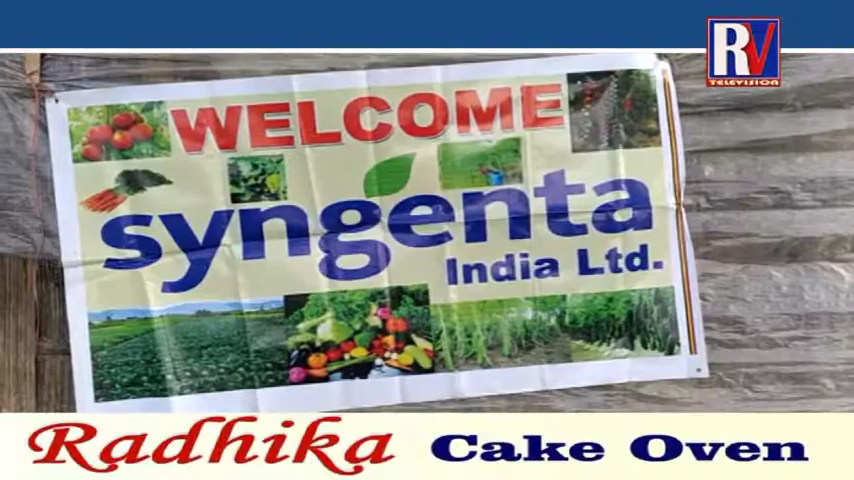 RV
TELEVISION
WELCOME
syngenta
India Ltd.
Radhika Cake Oven